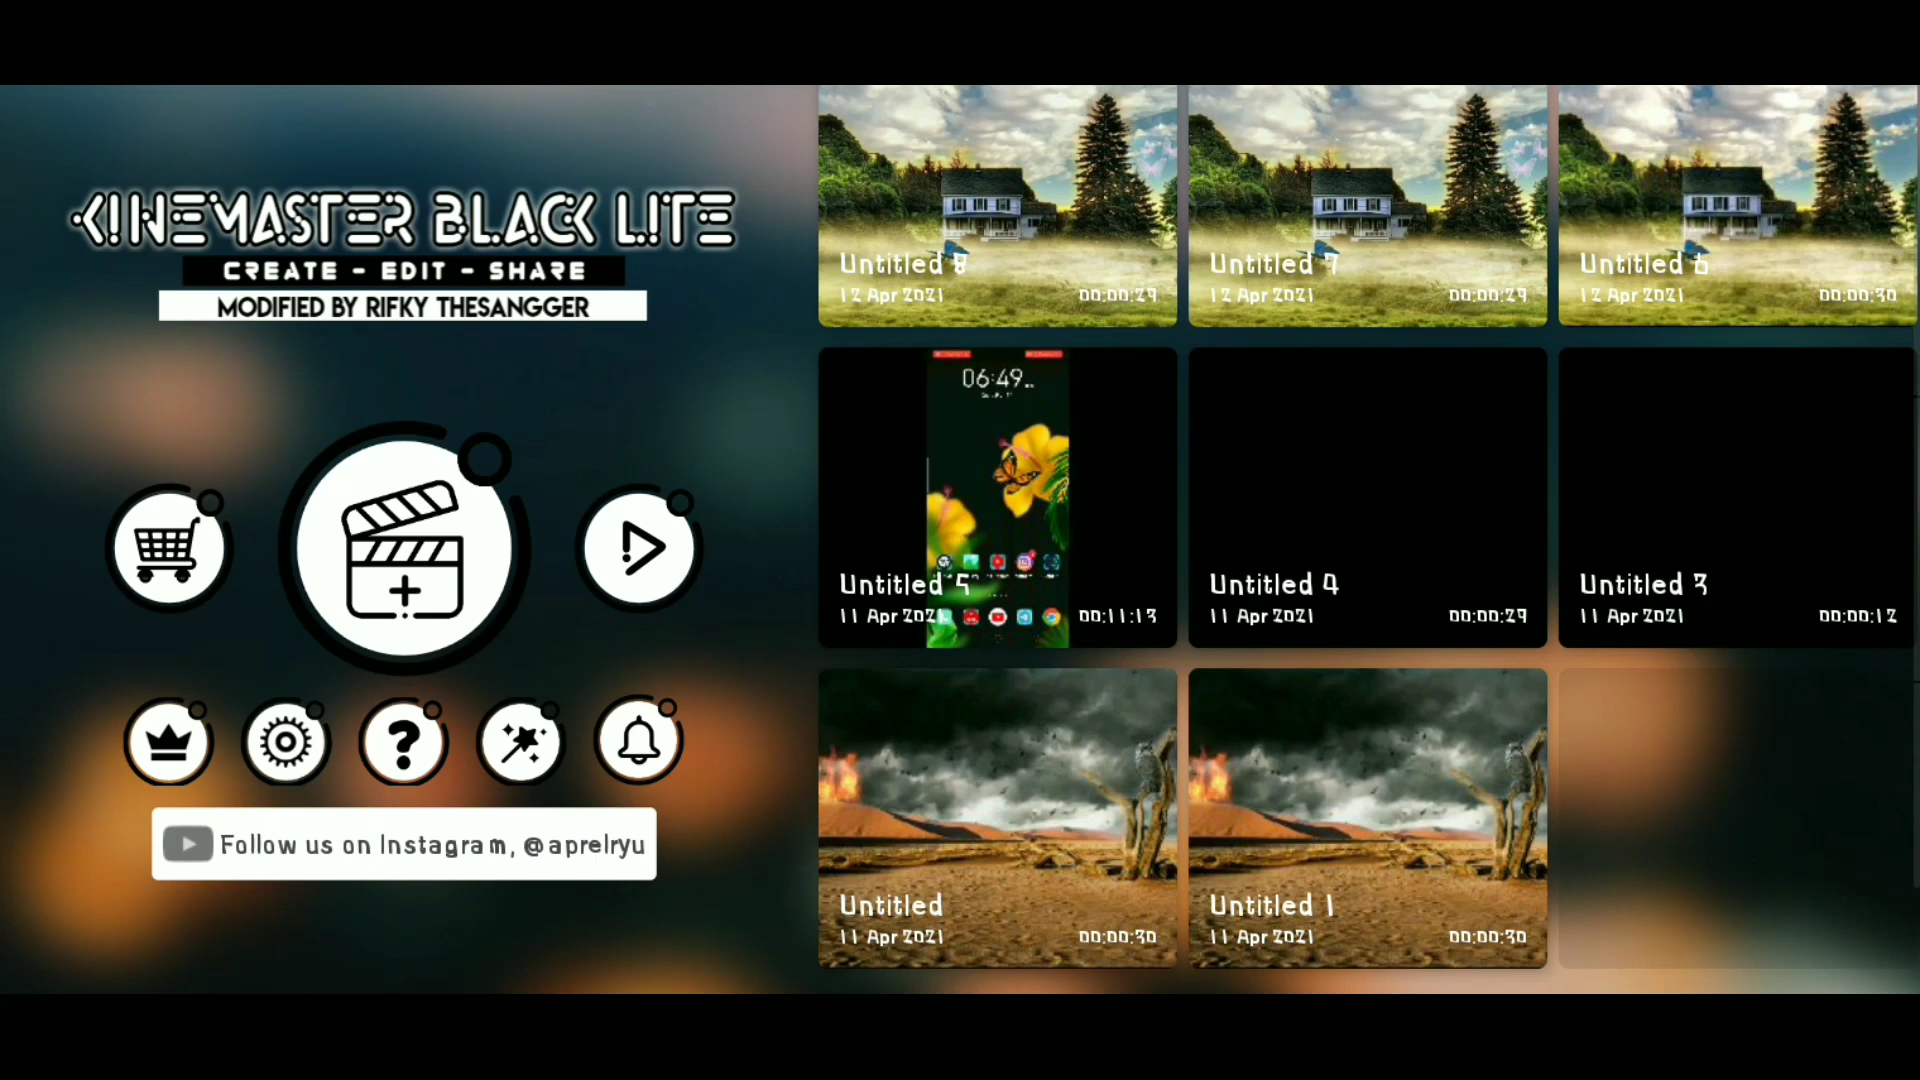 KINEMASTER BLACK LITE
CREATE - EDIT - SHARE
MODIFIED BY RIFKY THESANGGER
Follow us on Instagram, @aprelryu
Untitled 8
12 Apr 2021 00:00:29
Untitled 7
12 Apr 2021 00:00:29
Untitled 6
12 Apr 2021 00:00:30
06:49
Untitled 5
11 Apr 2021 00:11:13
Untitled 4
11 Apr 2021 00:00:29
Untitled 3
11 Apr 2021 00:00:12
Untitled
11 Apr 2021 00:00:30
Untitled 1
11 Apr 2021 00:00:30